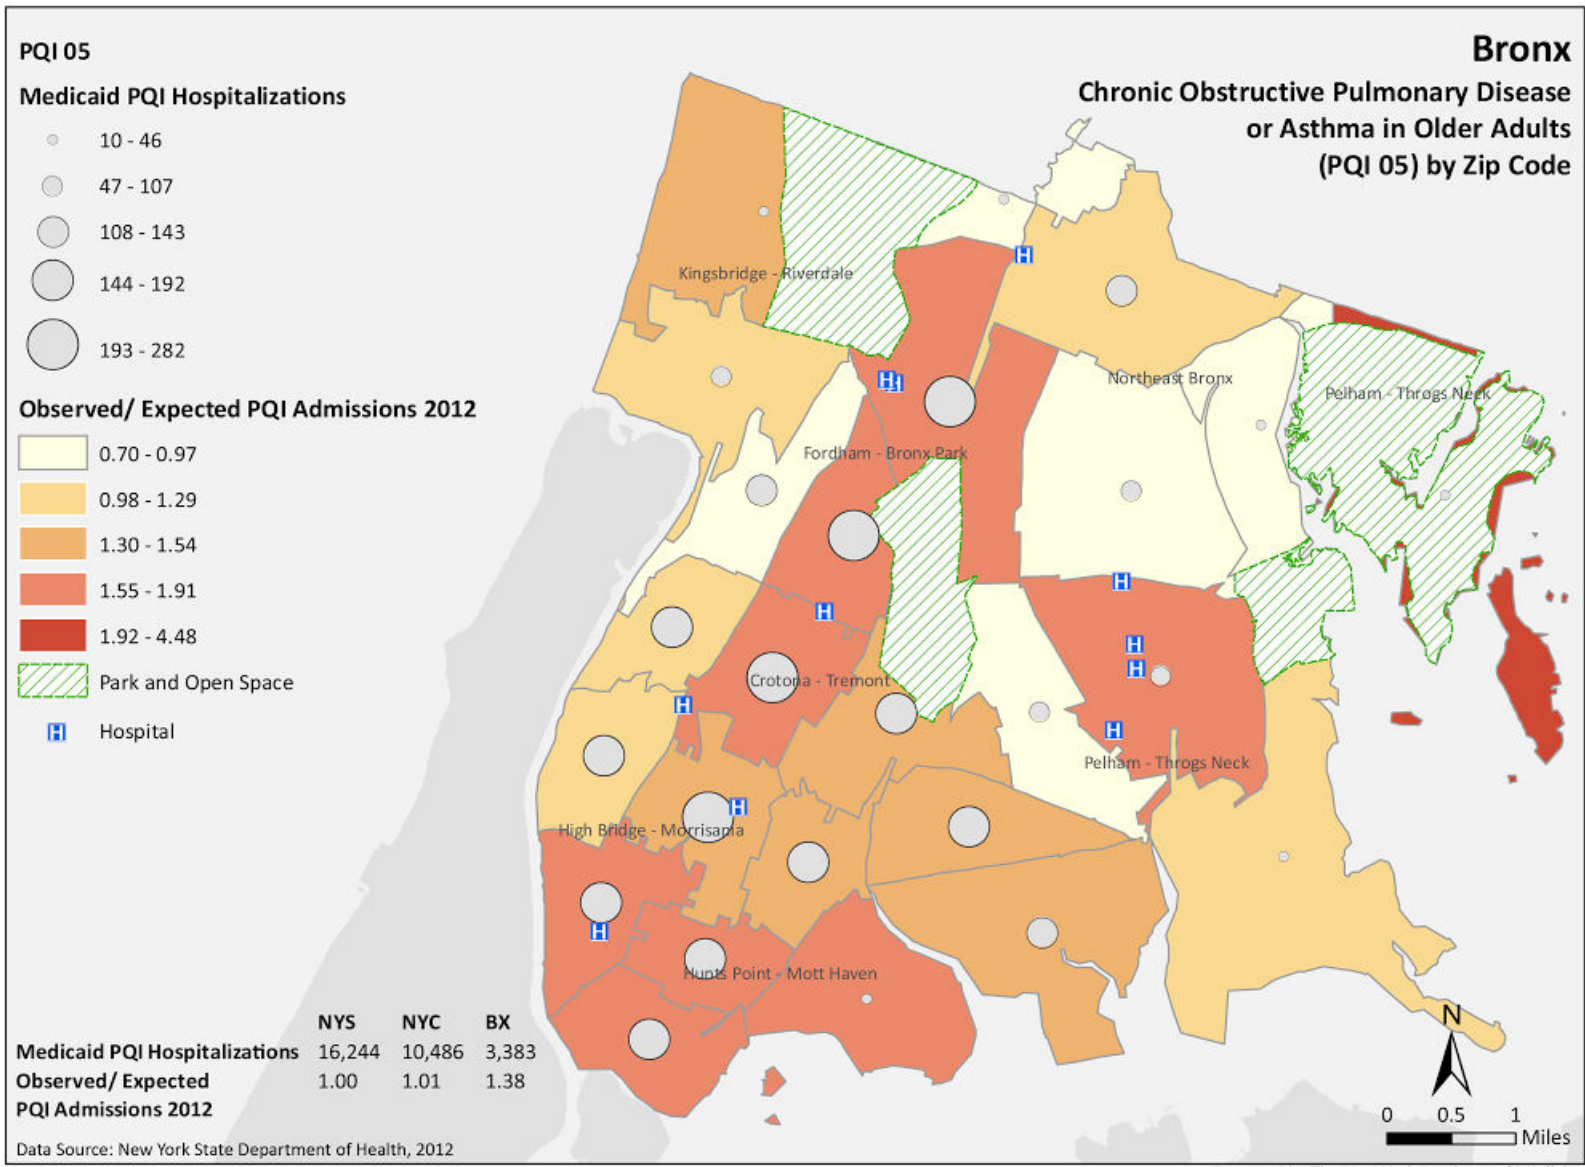 PQI 05
Medicaid PQI Hospitalizations
10 - 46
47 - 107
108 - 143
144 - 192
193 - 282
Observed/ Expected PQI Admissions 2012
0.70 - 0.97
0.98 - 1.29
1.30 - 1.54
1.55 - 1.91
1.92 - 4.48
Park and Open Space
H Hospital
Bronx
Chronic Obstructive Pulmonary Disease
or Asthma in Older Adults
(PQI 05) by Zip Code
H
Kingsbridge - Riverdale
H H
Northeast Bronx
Pelham - Throgs Neck
Fordham - Bronx Park
H
H
H
H
Crotona - Tremont
H
H
Pelham - Throgs Neck
H
High Bridge - Morrisania
H
Hunts Point - Mott Haven
NYS NYC BX
Medicaid PQI Hospitalizations 16,244 10,486 3,383
Observed/ Expected 1.00 1.01 1.38
PQI Admissions 2012
Data Source: New York State Department of Health, 2012
N
0 0.5 1
Miles